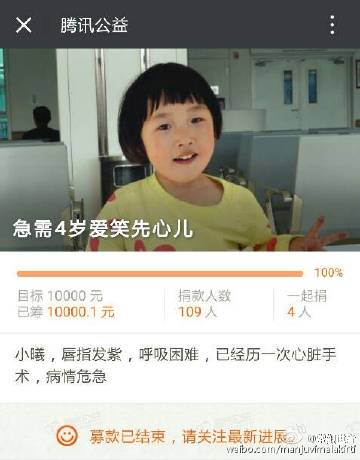 腾讯公益
急需4岁爱笑先心儿
100%
目标 10000 元
已筹 10000.1 元
捐款人数
109 人
一起捐
4 人
小曦，唇指发紫，呼吸困难，已经历一次心脏手
术，病情危急
募款已结束，请关注最新进展